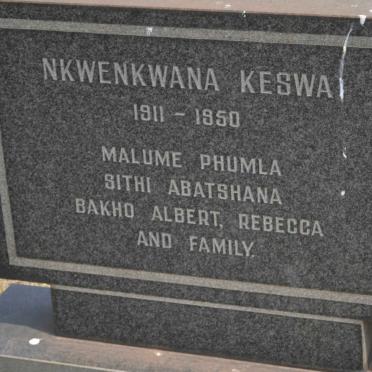 NKWENKWANA KESWA
1911 - 1950
MALUME PHUMLA
SITHI ABATSHANA
BAKHO ALBERT, REBECCA
AND FAMILY.